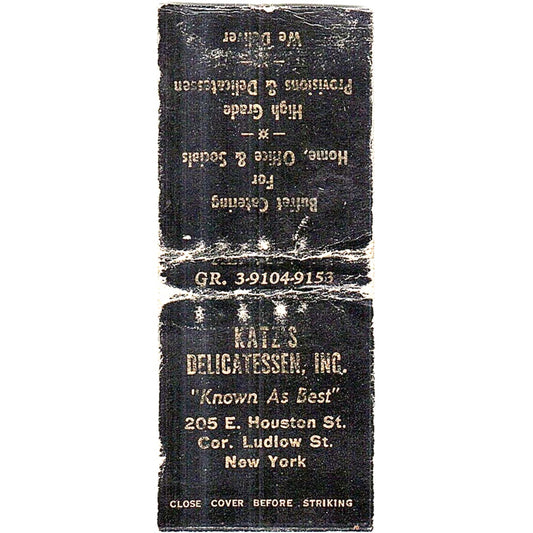 Buffet Catering
For
Home, Office & Socials
High Grade
Provisions & Delicatessen
We Deliver
GR. 3-9104-9153
KATZ'S
DELICATESSEN, INC.
"Known As Best"
205 E. Houston St.
Cor. Ludlow St.
New York
CLOSE COVER BEFORE STRIKING